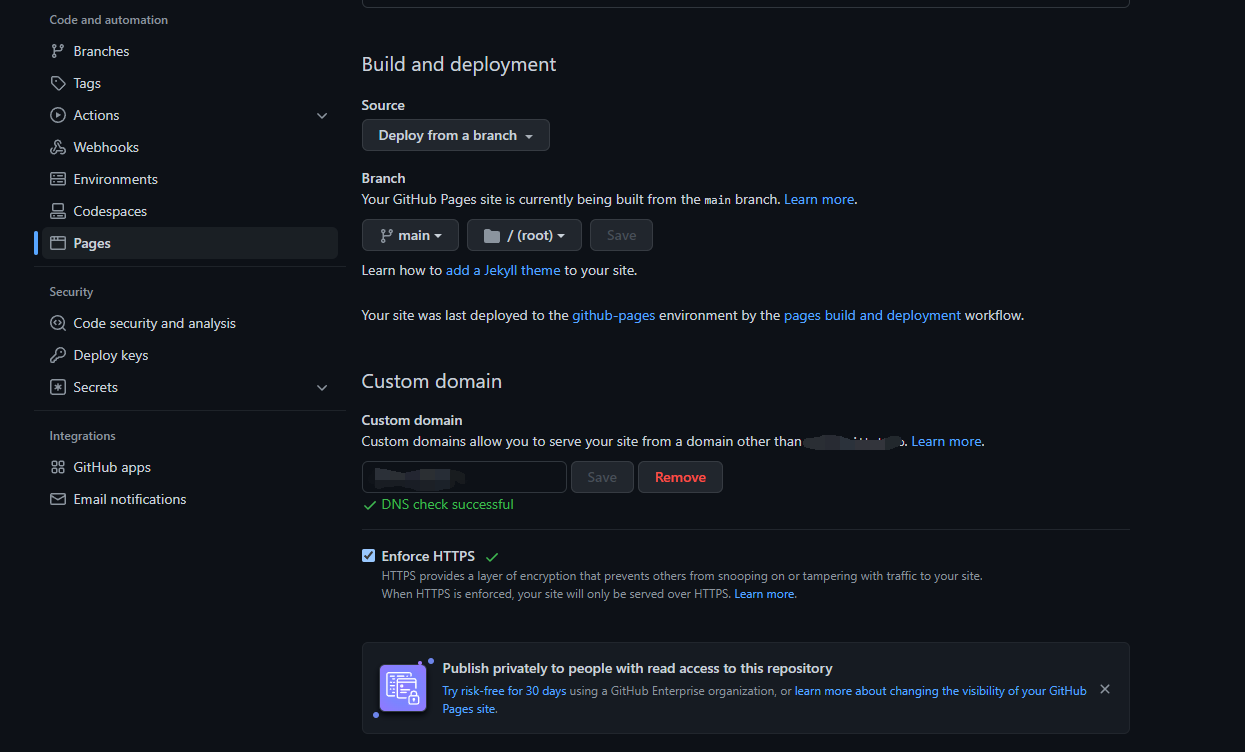 Code and automation
Branches
Tags
Actions
Webhooks
Environments
Codespaces
Pages
Security
Code security and analysis
Deploy keys
Secrets
Integrations
GitHub apps
Email notifications
Build and deployment
Source
Deploy from a branch
Branch
Your GitHub Pages site is currently being built from the main branch. Learn more.
main / (root) Save
Learn how to add a Jekyll theme to your site.
Your site was last deployed to the github-pages environment by the pages build and deployment workflow.
Custom domain
Custom domain
Custom domains allow you to serve your site from a domain other than . Learn more.
Save Remove
DNS check successful
Enforce HTTPS
HTTPS provides a layer of encryption that prevents others from snooping on or tampering with traffic to your site.
When HTTPS is enforced, your site will only be served over HTTPS. Learn more.
Publish privately to people with read access to this repository
Try risk-free for 30 days using a GitHub Enterprise organization, or learn more about changing the visibility of your GitHub
Pages site.